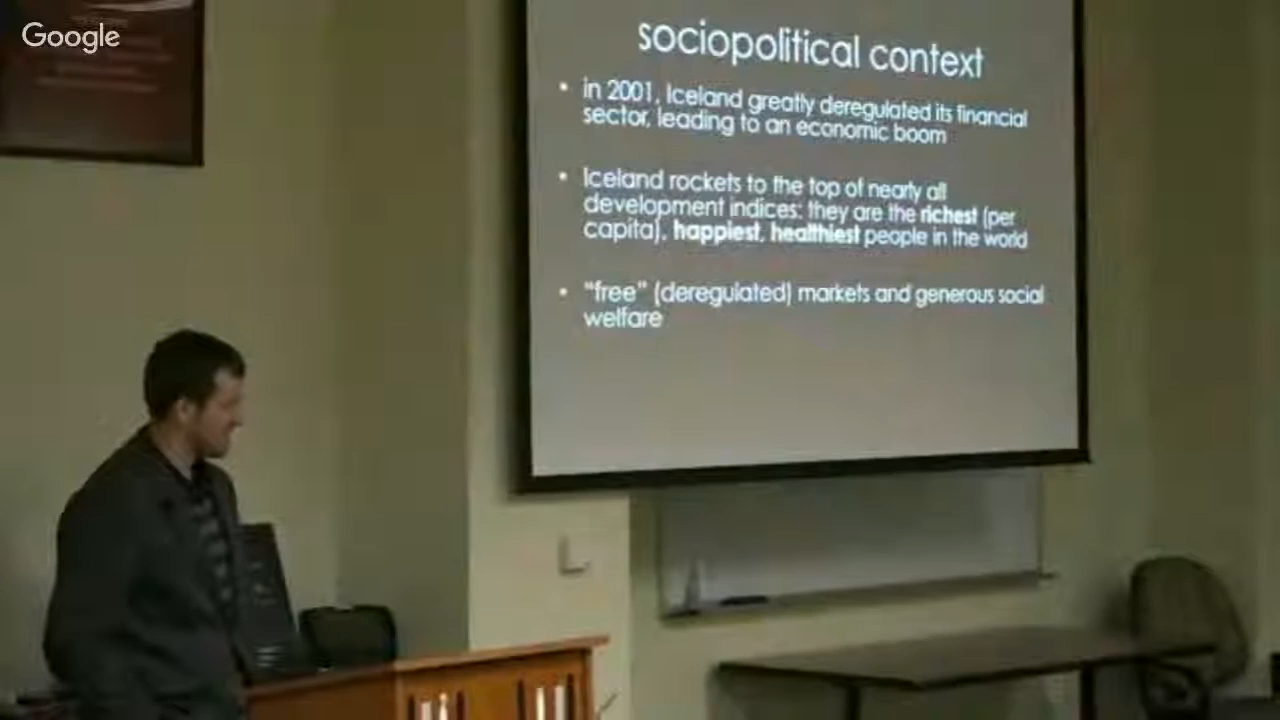 Google
sociopolitical context
• in 2001, Iceland greatly deregulated its financial
sector, leading to an economic boom
• Iceland rockets to the top of nearly all
development indices: they are the richest (per
capita), happiest, healthiest people in the world
• "free" (deregulated) markets and generous social
welfare